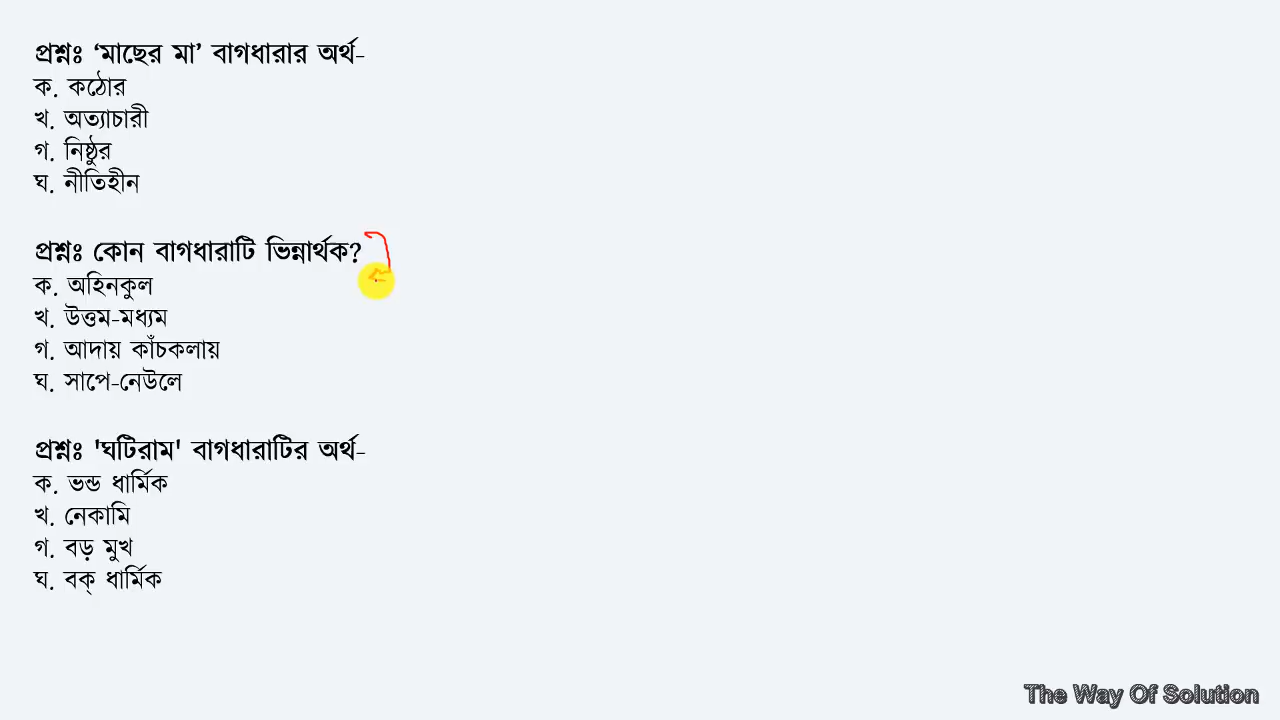 প্রশ্নঃ ‘মাছের মা’ বাগধারার অর্থ-
ক. কঠোর
খ. অত্যাচারী
গ. নিষ্ঠুর
ঘ. নীতিহীন
প্রশ্নঃ কোন বাগধারাটি ভিন্নার্থক?
ক. অহিনকুল
খ. উত্তম-মধ্যম
গ. আদায় কাঁচকলায়
ঘ. সাপে-নেউলে
প্রশ্নঃ 'ঘটিরাম' বাগধারাটির অর্থ-
ক. ভন্ড ধার্মিক
খ. নেকামি
গ. বড় মুখ
ঘ. বক্ ধার্মিক
The Way Of Solution